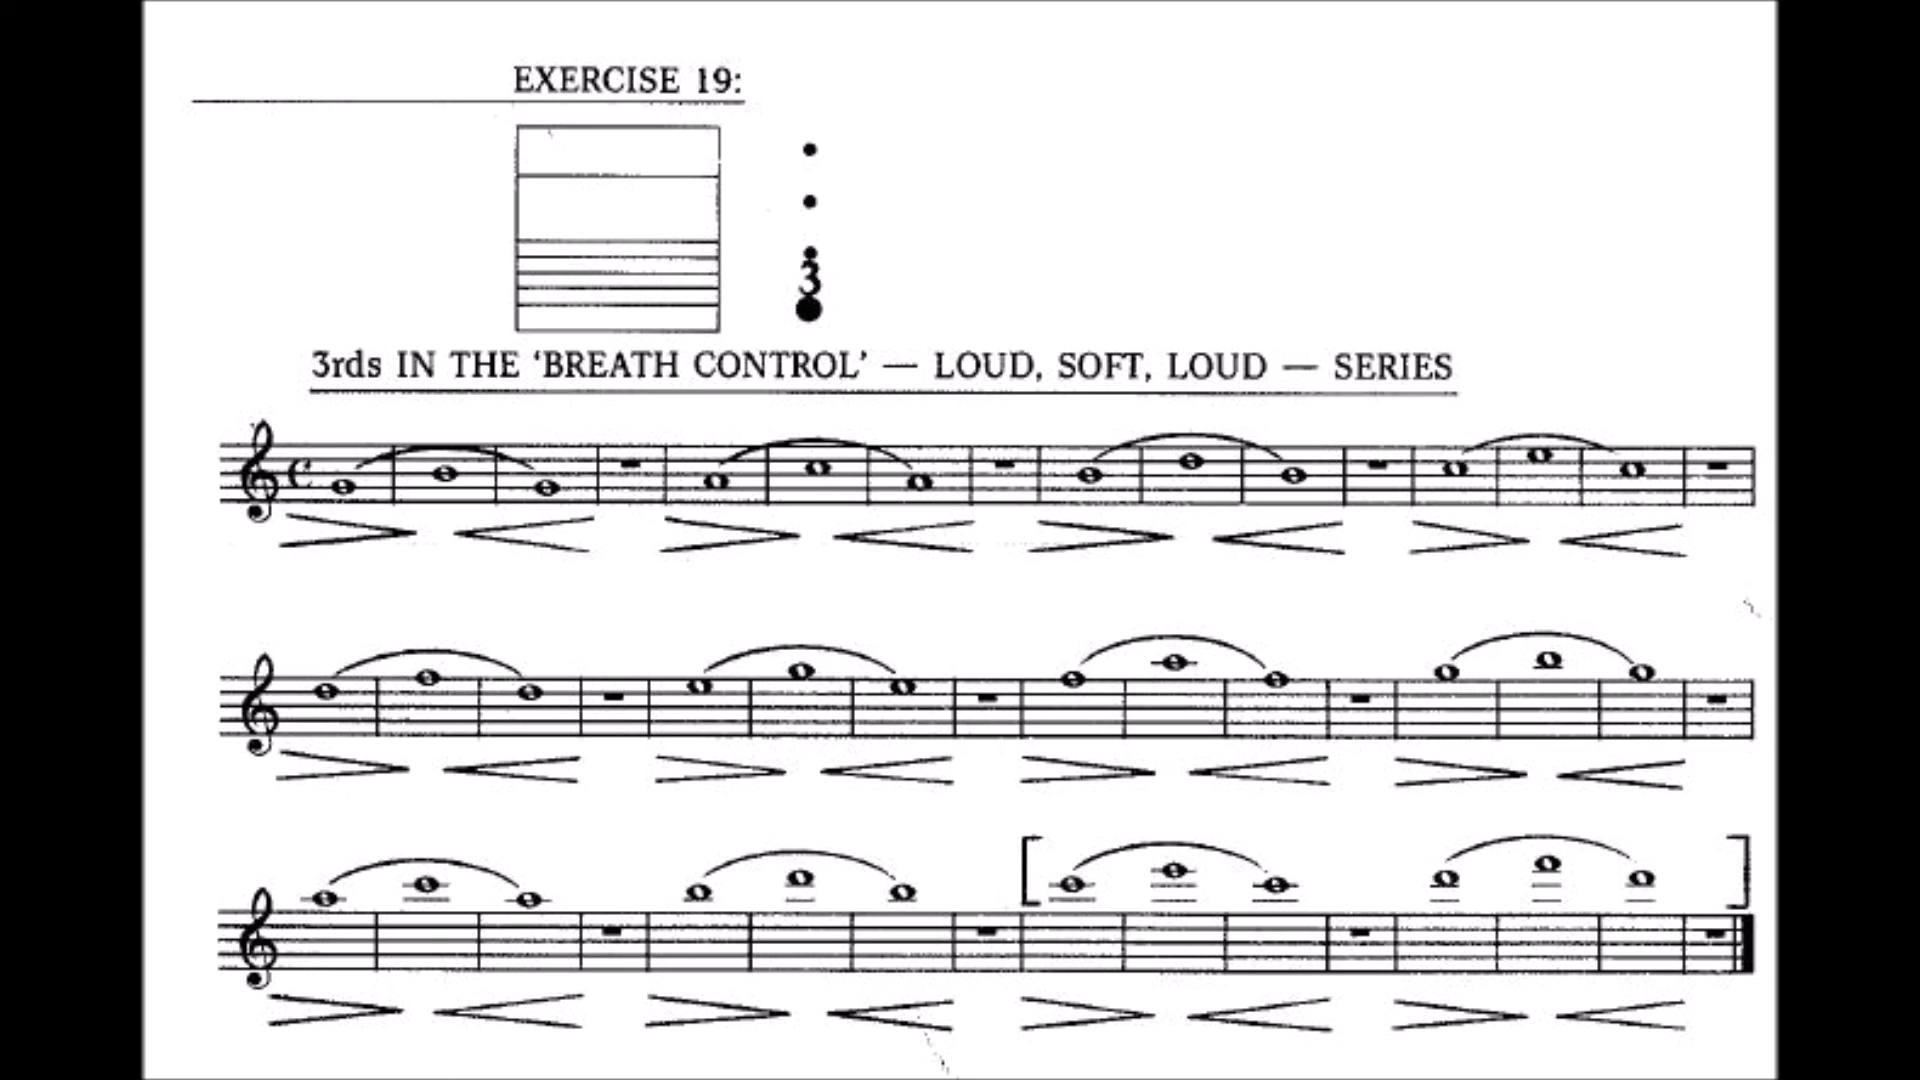 EXERCISE 19:
3
3rds IN THE ‘BREATH CONTROL’ — LOUD, SOFT, LOUD — SERIES